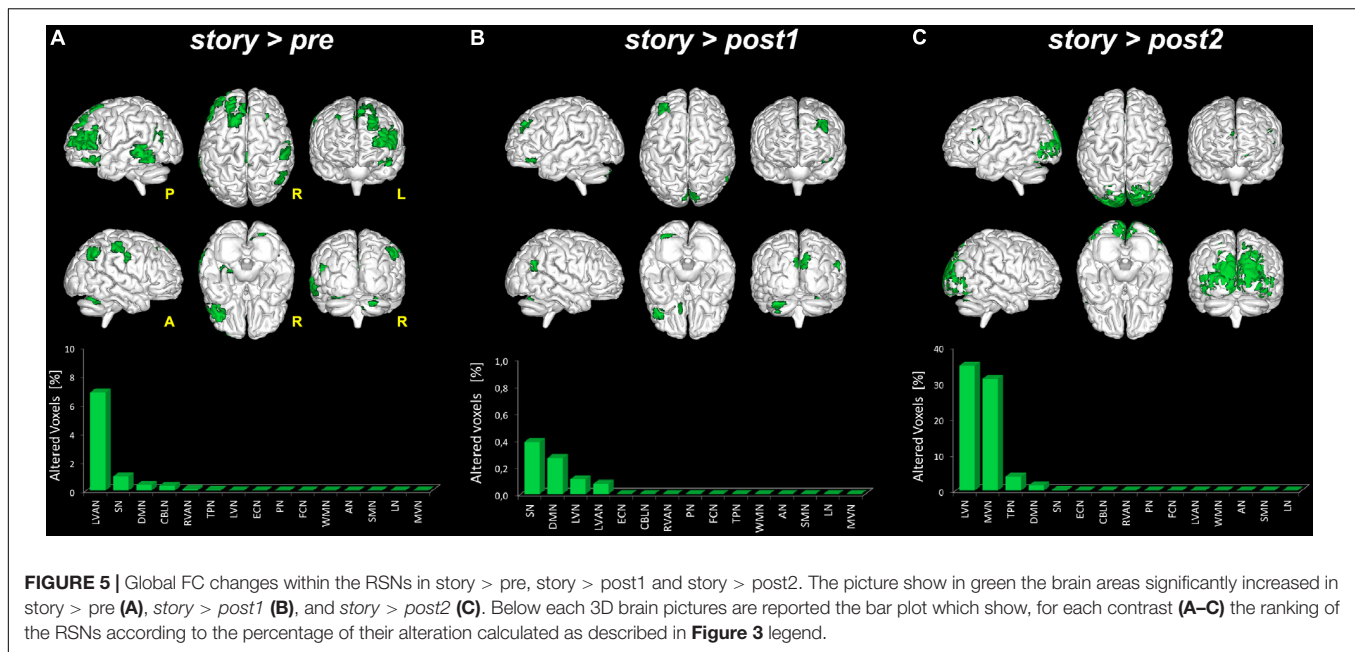 A story > pre
B story > post1
C story > post2
P R L
A R R
Altered Voxels [%]
10
8
6
4
2
0
LVAN SN DMN CBLN RVAN TPN LVN ECN PN FCN WMN AN SMN LN MVN
Altered voxels [%]
1,0
0,8
0,6
0,4
0,2
0,0
SN DMN LVN LVAN ECN CBLN RVAN PN FCN TPN WMN AN SMN LN MVN
Altered Voxels [%]
40
30
20
10
0
LVN MVN TPN DMN SN ECN CBLN RVAN PN FCN LVAN WMN AN SMN LN
FIGURE 5 | Global FC changes within the RSNs in story > pre, story > post1 and story > post2. The picture show in green the brain areas significantly increased in
story > pre (A), story > post1 (B), and story > post2 (C). Below each 3D brain pictures are reported the bar plot which show, for each contrast (A–C) the ranking of
the RSNs according to the percentage of their alteration calculated as described in Figure 3 legend.